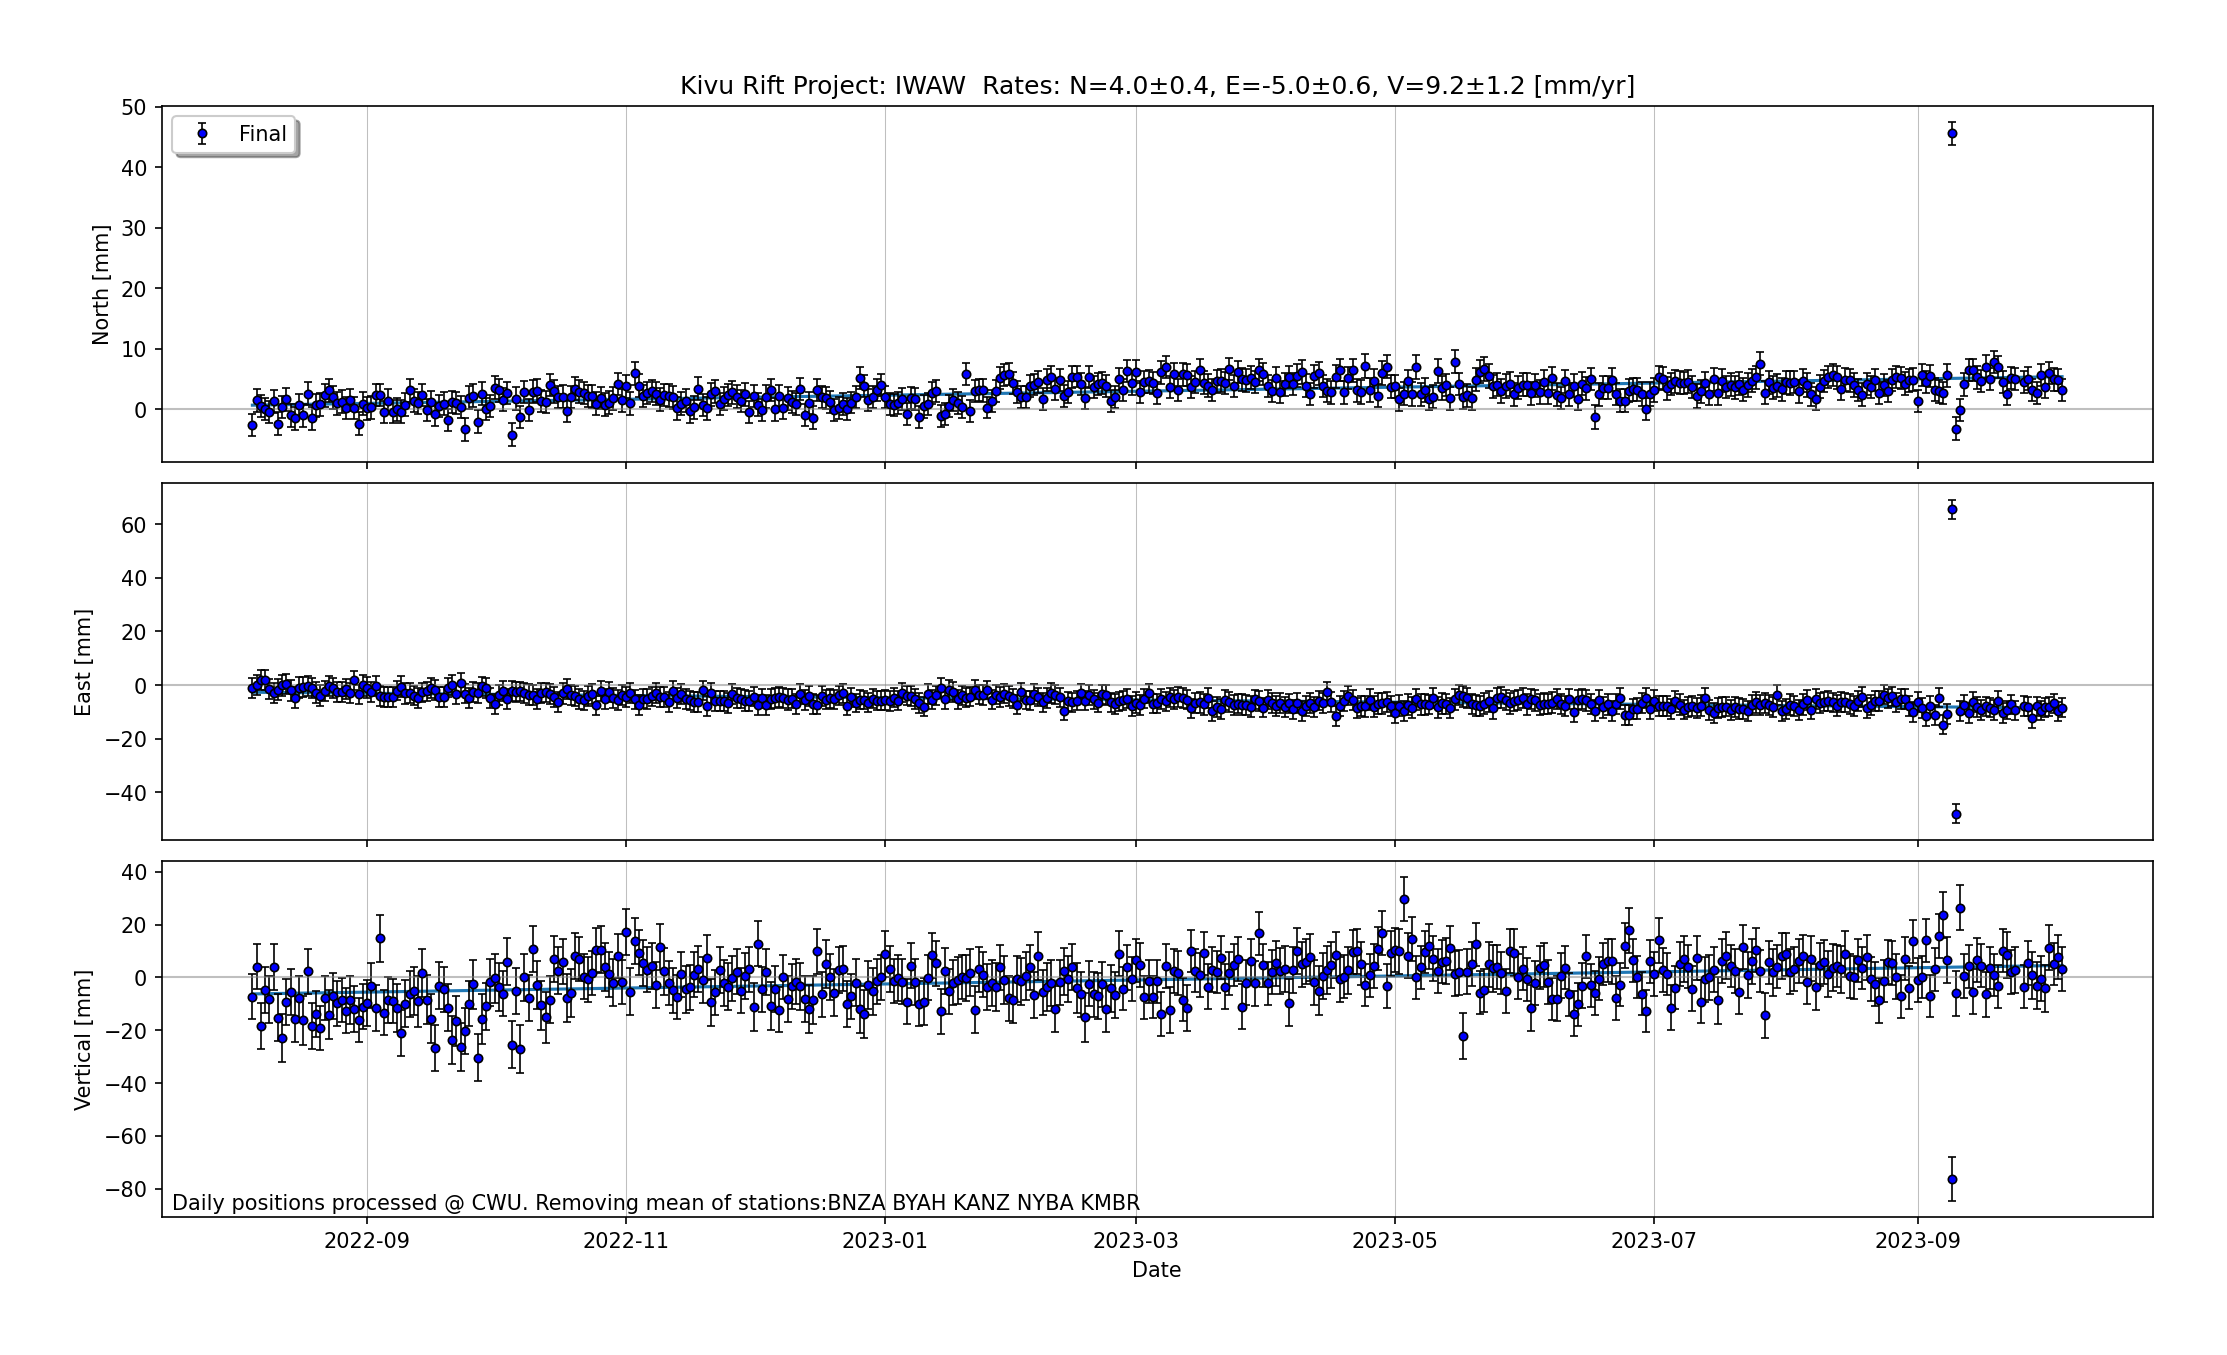 Kivu Rift Project: IWAW  Rates: N=4.0±0.4, E=-5.0±0.6, V=9.2±1.2 [mm/yr]
Final
North [mm]
50
40
30
20
10
0
East [mm]
60
40
20
0
−20
−40
Vertical [mm]
40
20
0
−20
−40
−60
−80
Daily positions processed @ CWU. Removing mean of stations:BNZA BYAH KANZ NYBA KMBR
2022-09 2022-11 2023-01 2023-03 2023-05 2023-07 2023-09
Date